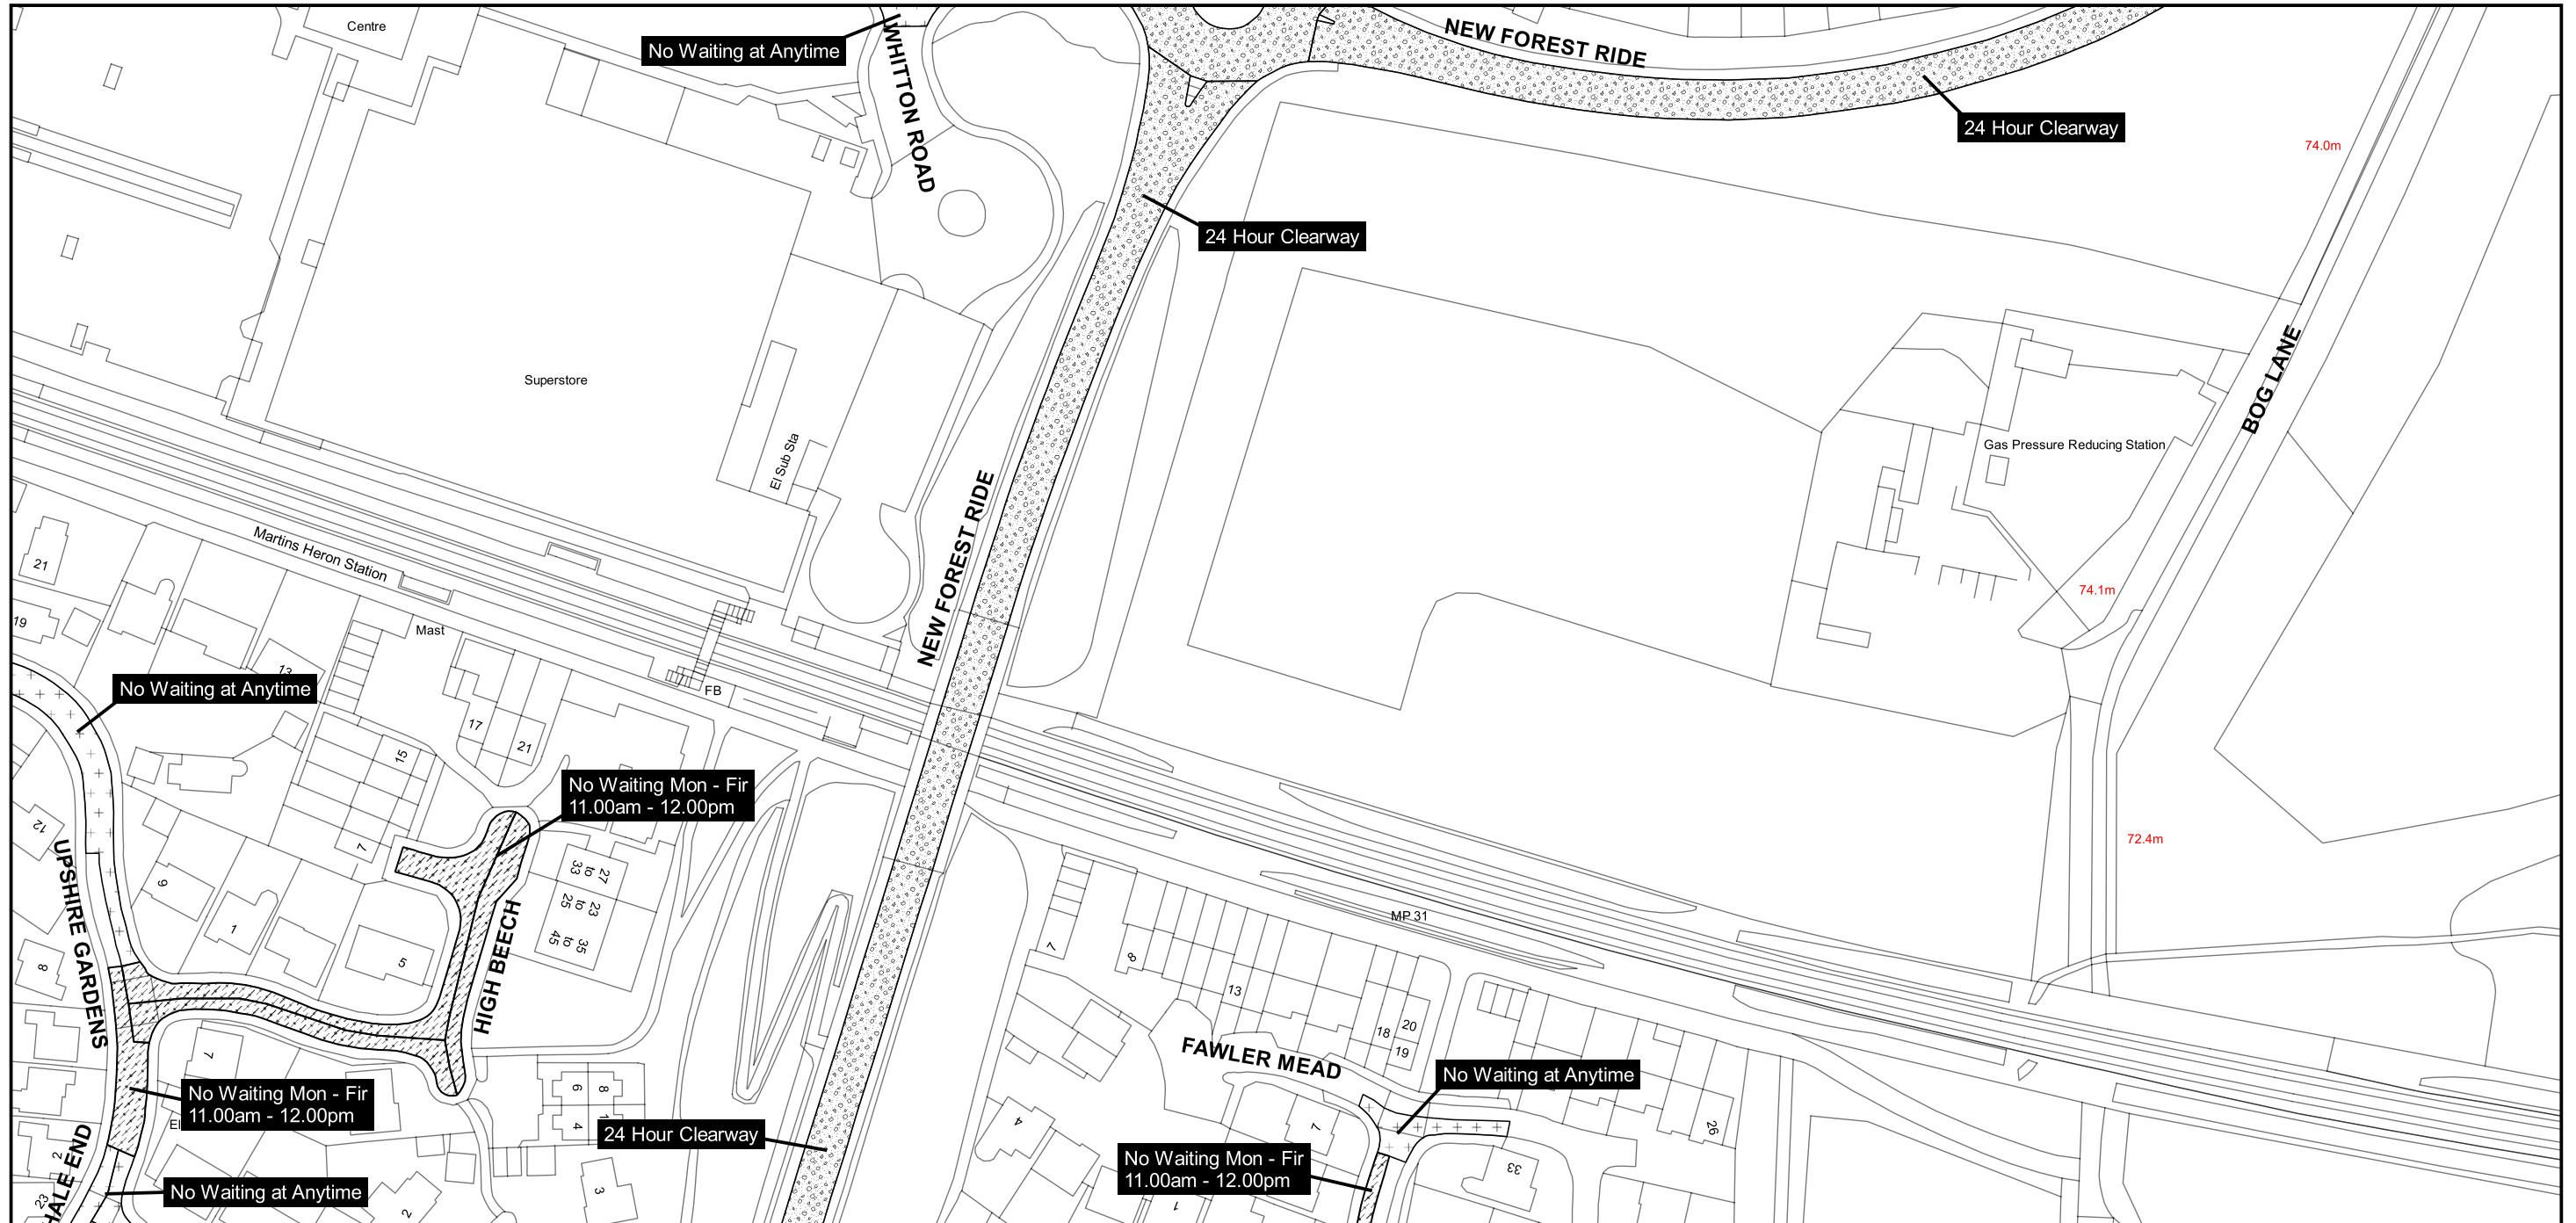 Centre
No Waiting at Anytime
WHITTON ROAD
NEW FOREST RIDE
24 Hour Clearway
74.0m
24 Hour Clearway
Superstore
El Sub Sta
BOG LANE
Gas Pressure Reducing Station
NEW FOREST RIDE
Martins Heron Station
21
19
Mast
13
74.1m
FB
No Waiting at Anytime
17
21
15
No Waiting Mon - Fir
11.00am - 12.00pm
12
7
72.4m
UPSHIRE GARDENS
9
1
5
8
HIGH BEECH
27
to
33
23
to
25
35
to
45
MP 31
7
8
13
18
20
19
FAWLER MEAD
No Waiting at Anytime
7
No Waiting Mon - Fir
11.00am - 12.00pm
El
6
8
4
24 Hour Clearway
4
7
26
33
No Waiting Mon - Fir
11.00am - 12.00pm
1
2
23
HALE END
No Waiting at Anytime
2
3